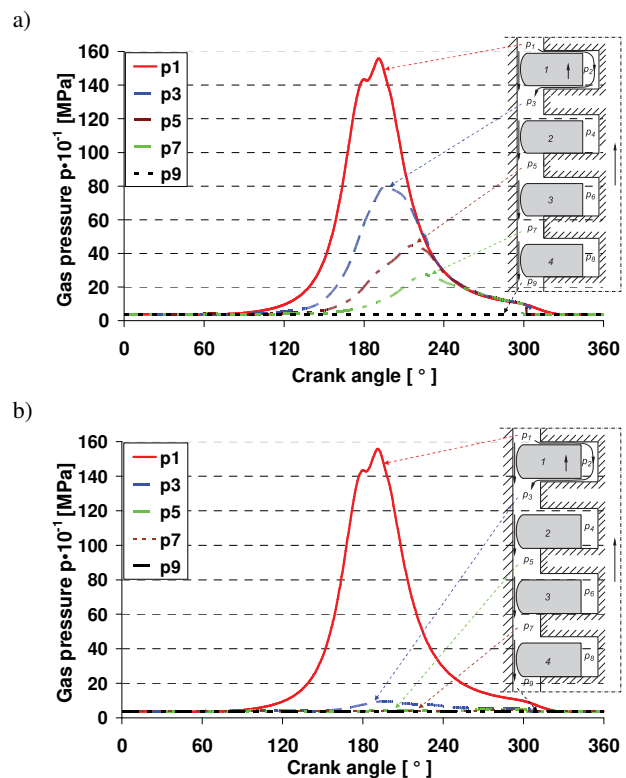 a)
Gas pressure p•10⁻¹ [MPa]
160
140
120
100
80
60
40
20
0
p1
p3
p5
p7
p9
0 60 120 180 240 300 360
Crank angle [ ° ]
p1
1
p2
p3
2
p4
p5
3
p6
p7
4
p8
p9
b)
Gas pressure p•10⁻¹ [MPa]
160
140
120
100
80
60
40
20
0
p1
p3
p5
p7
p9
0 60 120 180 240 300 360
Crank angle [ ° ]
p1
1
p2
p3
2
p4
p5
3
p6
p7
4
p8
p9